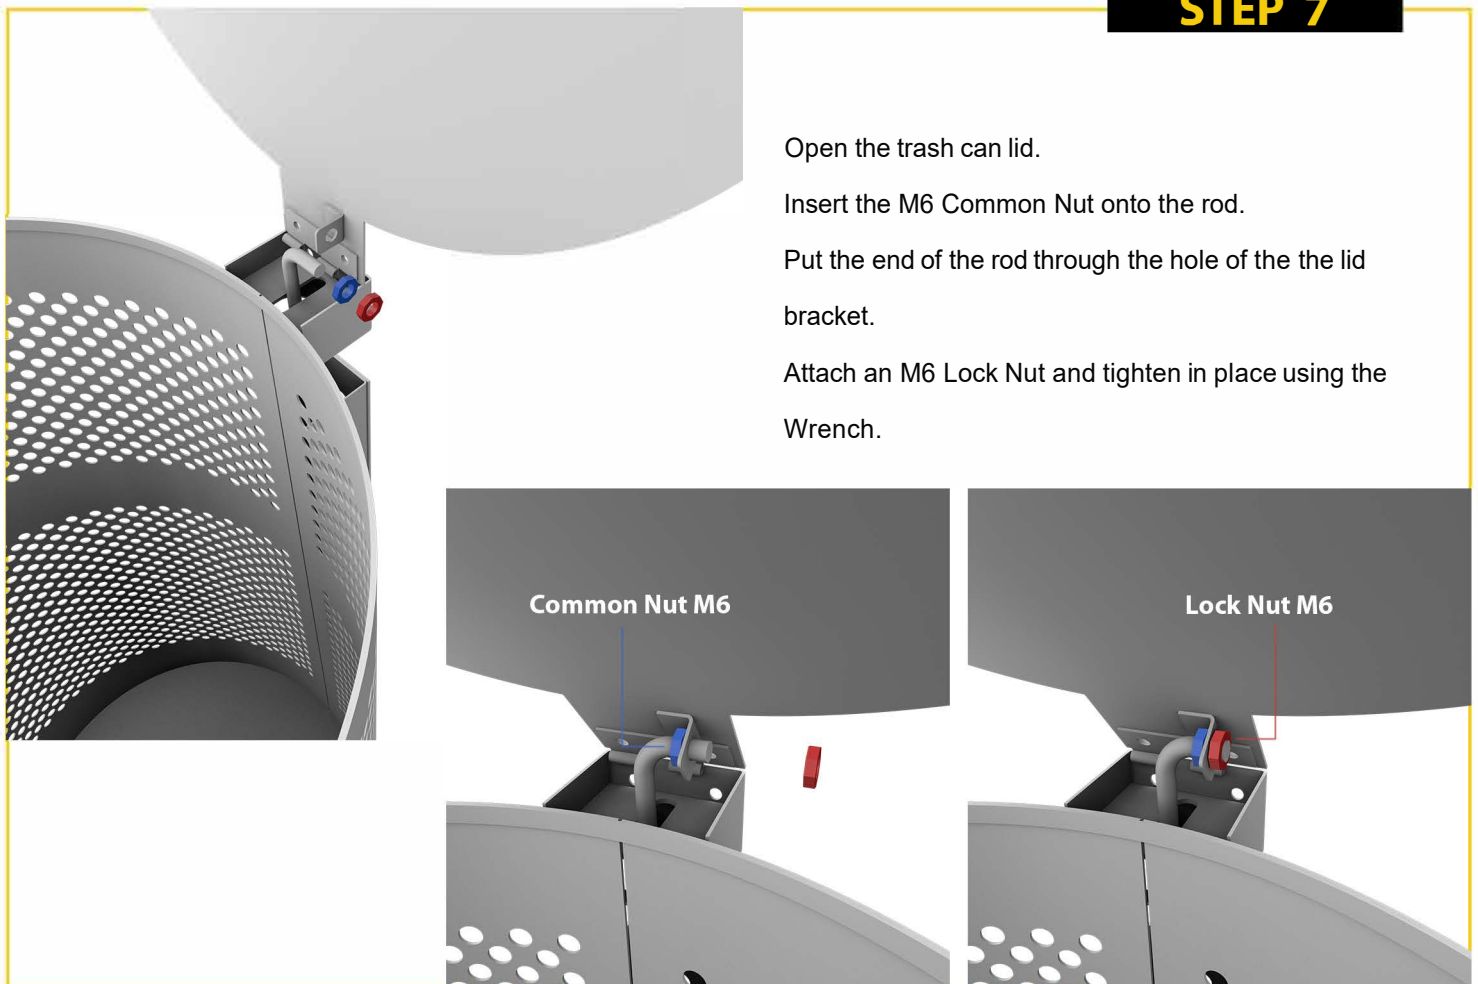 STEP 7
Open the trash can lid.
Insert the M6 Common Nut onto the rod.
Put the end of the rod through the hole of the the lid
bracket.
Attach an M6 Lock Nut and tighten in place using the
Wrench.
Common Nut M6
Lock Nut M6